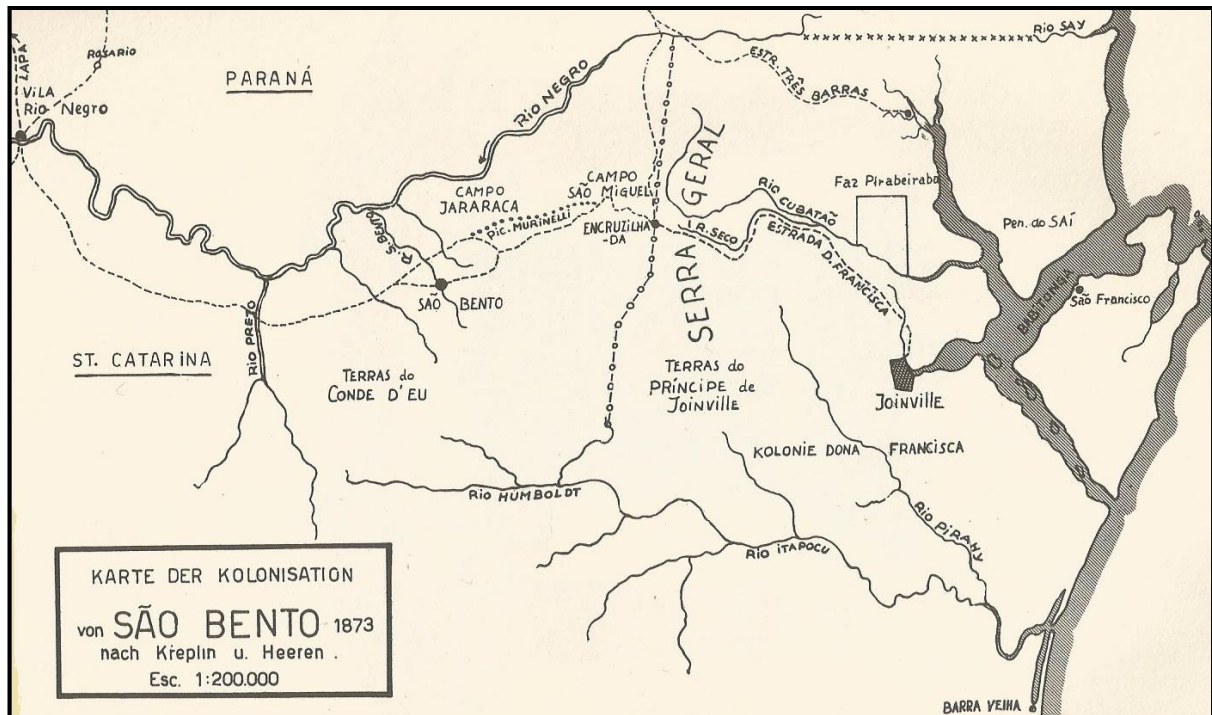 LAPA
ROSARIO
VILA
Rio Negro
PARANÁ
Rio NEGRO
ESTR. TRÊS BARRAS
Rio SAY
CAMPO
JARARACA
CAMPO
SÃO MIGUEL
PIC. MURINELLI
R. S. BENTO
ENCRUZILHA
-DA
SERRA GERAL
R. SECO
Rio CUBATÃO
ESTRADA D. FRANCISCA
Faz Pirabeiraba
Pen. do SAÍ
BABTONGA
São Francisco
SÃO BENTO
Rio PRETO
ST. CATARINA
TERRAS do
CONDE D'EU
TERRAS do
PRÍNCIPE de
JOINVILLE
JOINVILLE
KOLONIE DONA FRANCISCA
Rio HUMBOLDT
Rio ITAPOCU
Rio PIRAHY
BARRA VELHA
KARTE DER KOLONISATION
von SÃO BENTO 1873
nach Kreplin u. Heeren.
Esc. 1:200.000